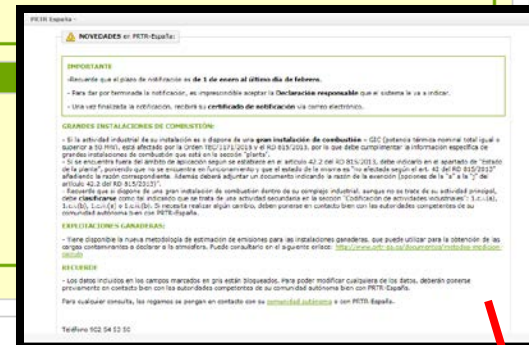 PRTR España -
NOVEDADES en PRTR-España:
IMPORTANTE
-Recuerde que el plazo de notificación es de 1 de enero al último día de febrero.
- Para dar por terminada la notificación, es imprescindible aceptar la Declaración responsable que el sistema le va a indicar.
- Una vez finalizada la notificación, recibirá su certificado de notificación vía correo electrónico.
GRANDES INSTALACIONES DE COMBUSTIÓN:
- Si la actividad industrial de su instalación es o dispone de una gran instalación de combustión - GIC (potencia térmica nominal total igual o
superior a 50 MW), está afectado por la Orden TEC/1171/2018 y el RD 815/2013, por lo que debe cumplimentar la información específica de
grandes instalaciones de combustión que está en la sección "planta".
- Si se encuentra fuera del ámbito de aplicación según se establece en el artículo 42.2 del RD 815/2013, debe indicarlo en el apartado de "Estado
de la planta", poniendo que no se encuentra en funcionamiento y que el estado de la misma es "no afectada según el art. 42 del RD 815/2013"
añadiendo la razón correspondiente. Además deberá adjuntar un documento indicando la razón de la exención (opciones de la "a" a la "j" del
artículo 42.2 del RD 815/2013)".
- Recuerde que si dispone de una gran instalación de combustión dentro de su complejo industrial, aunque no se trate de su actividad principal,
debe clasificarse como tal indicando que se trata de una actividad secundaria en la sección "Codificación de actividades industriales":
Si necesita realizar algún cambio, deben ponerse en contacto bien con las autoridades competentes de su
comunidad autónoma bien con PRTR-España.
EXPLOTACIONES GANADERAS:
- Tiene disponible la nueva metodología de estimación de emisiones para las instalaciones ganaderas, que puede utilizar para la obtención de las
cargas contaminantes a declarar a la atmósfera. Puede consultarlo en el siguiente enlace:
RECUERDE
- Los datos incluidos en los campos marcados en gris están bloqueados. Para poder modificar cualquiera de los datos, deberán ponerse
previamente en contacto bien con las autoridades competentes de su comunidad autónoma bien con PRTR-España.
Para cualquier consulta, les rogamos se pongan en contacto con su comunidad autónoma o con PRTR-España.
Teléfono 902 54 53 50